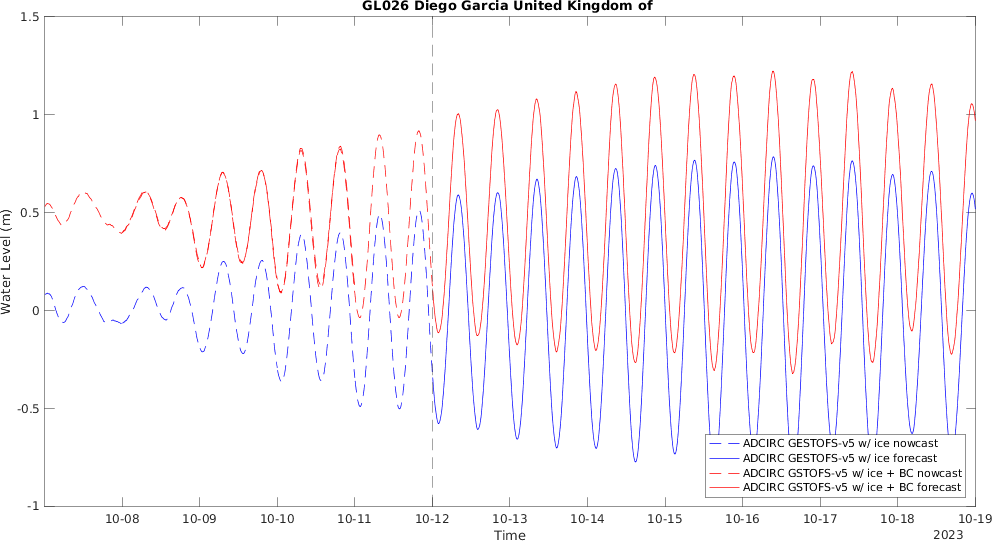 GL026 Diego Garcia United Kingdom of
Water Level (m)
1.5
1
0.5
0
-0.5
-1
10-08 10-09 10-10 10-11 10-12 10-13 10-14 10-15 10-16 10-17 10-18 10-19
Time
2023
ADCIRC GESTOFS-v5 w/ ice nowcast
ADCIRC GESTOFS-v5 w/ ice forecast
ADCIRC GSTOFS-v5 w/ ice + BC nowcast
ADCIRC GSTOFS-v5 w/ ice + BC forecast